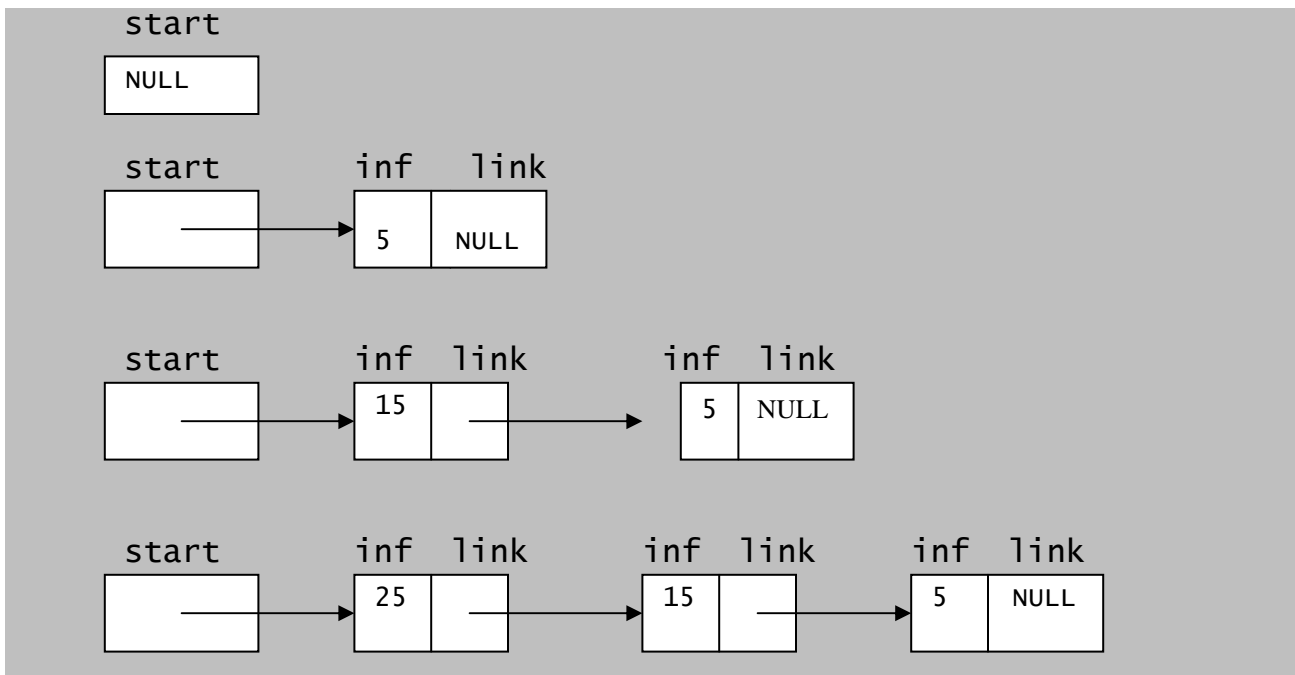 start
NULL
start inf link
5 NULL
start inf link inf link
15 5 NULL
start inf link inf link inf link
25 15 5 NULL